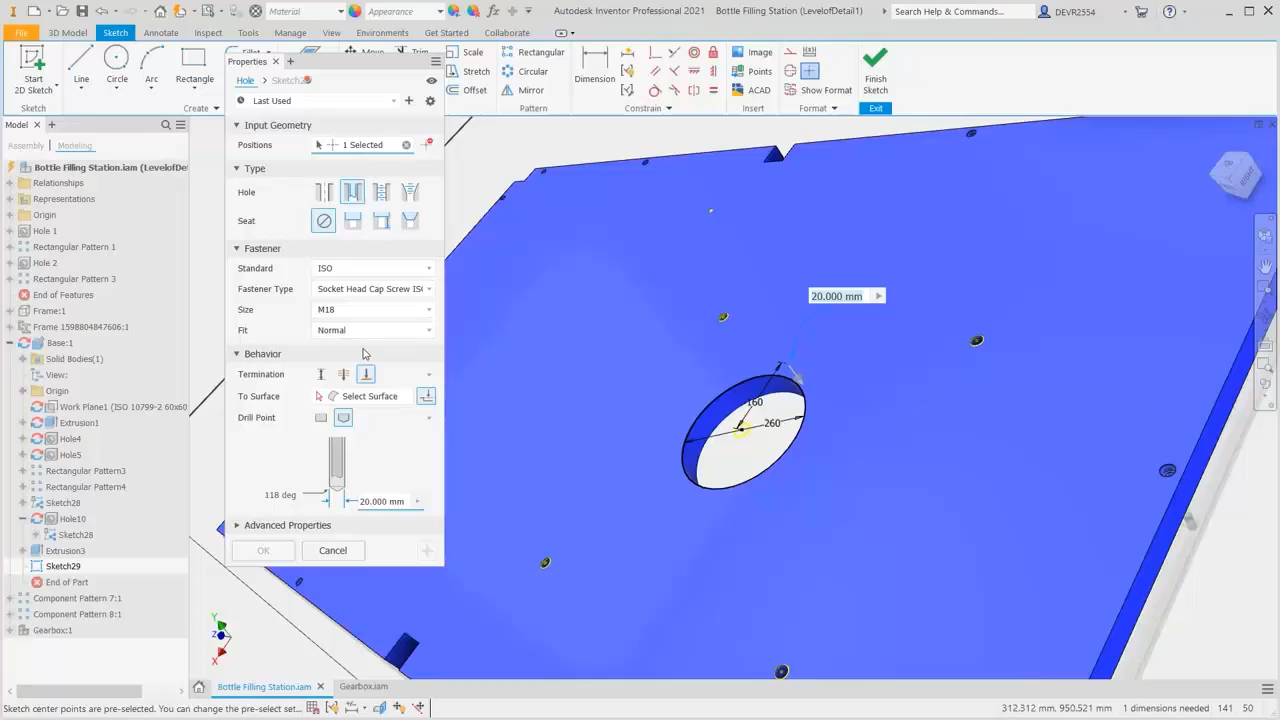 PRO
Material
Appearance
Autodesk Inventor Professional 2021
Bottle Filling Station (LevelofDetail1)
Search Help & Commands...
DEVR2554
File
3D Model
Sketch
Annotate
Inspect
Tools
Manage
View
Environments
Get Started
Collaborate
Start
2D Sketch
Line
Circle
Arc
Rectangle
Fillet
Move
Trim
Scale
Stretch
Offset
Rectangular
Circular
Mirror
Dimension
Image
Points
ACAD
Show Format
Finish
Sketch
Sketch
Create
Pattern
Constrain
Insert
Format
Exit
Model
Assembly
Modeling
Bottle Filling Station.iam (LevelofDet
Relationships
Representations
Origin
Hole 1
Rectangular Pattern 1
Hole 2
Rectangular Pattern 3
End of Features
Frame:1
Frame 1598804847606:1
Base:1
Solid Bodies(1)
View:
Origin
Work Plane1 (ISO 10799-2 60x60
Extrusion1
Hole4
Hole5
Rectangular Pattern3
Rectangular Pattern4
Sketch28
Hole10
Sketch28
Extrusion3
Sketch29
End of Part
Component Pattern 7:1
Component Pattern 8:1
Gearbox:1
Properties
Hole
Sketch29
Last Used
Input Geometry
Positions
1 Selected
Type
Hole
Seat
Fastener
Standard
ISO
Fastener Type
Socket Head Cap Screw ISO
Size
M18
Fit
Normal
Behavior
Termination
To Surface
Select Surface
Drill Point
118 deg
20.000 mm
Advanced Properties
OK
Cancel
20.000 mm
160
260
RIGHT
Y
Z
X
Bottle Filling Station.iam
Gearbox.iam
Sketch center points are pre-selected. You can change the pre-select set...
312.312 mm, 950.521 mm
1 dimensions needed
141
50